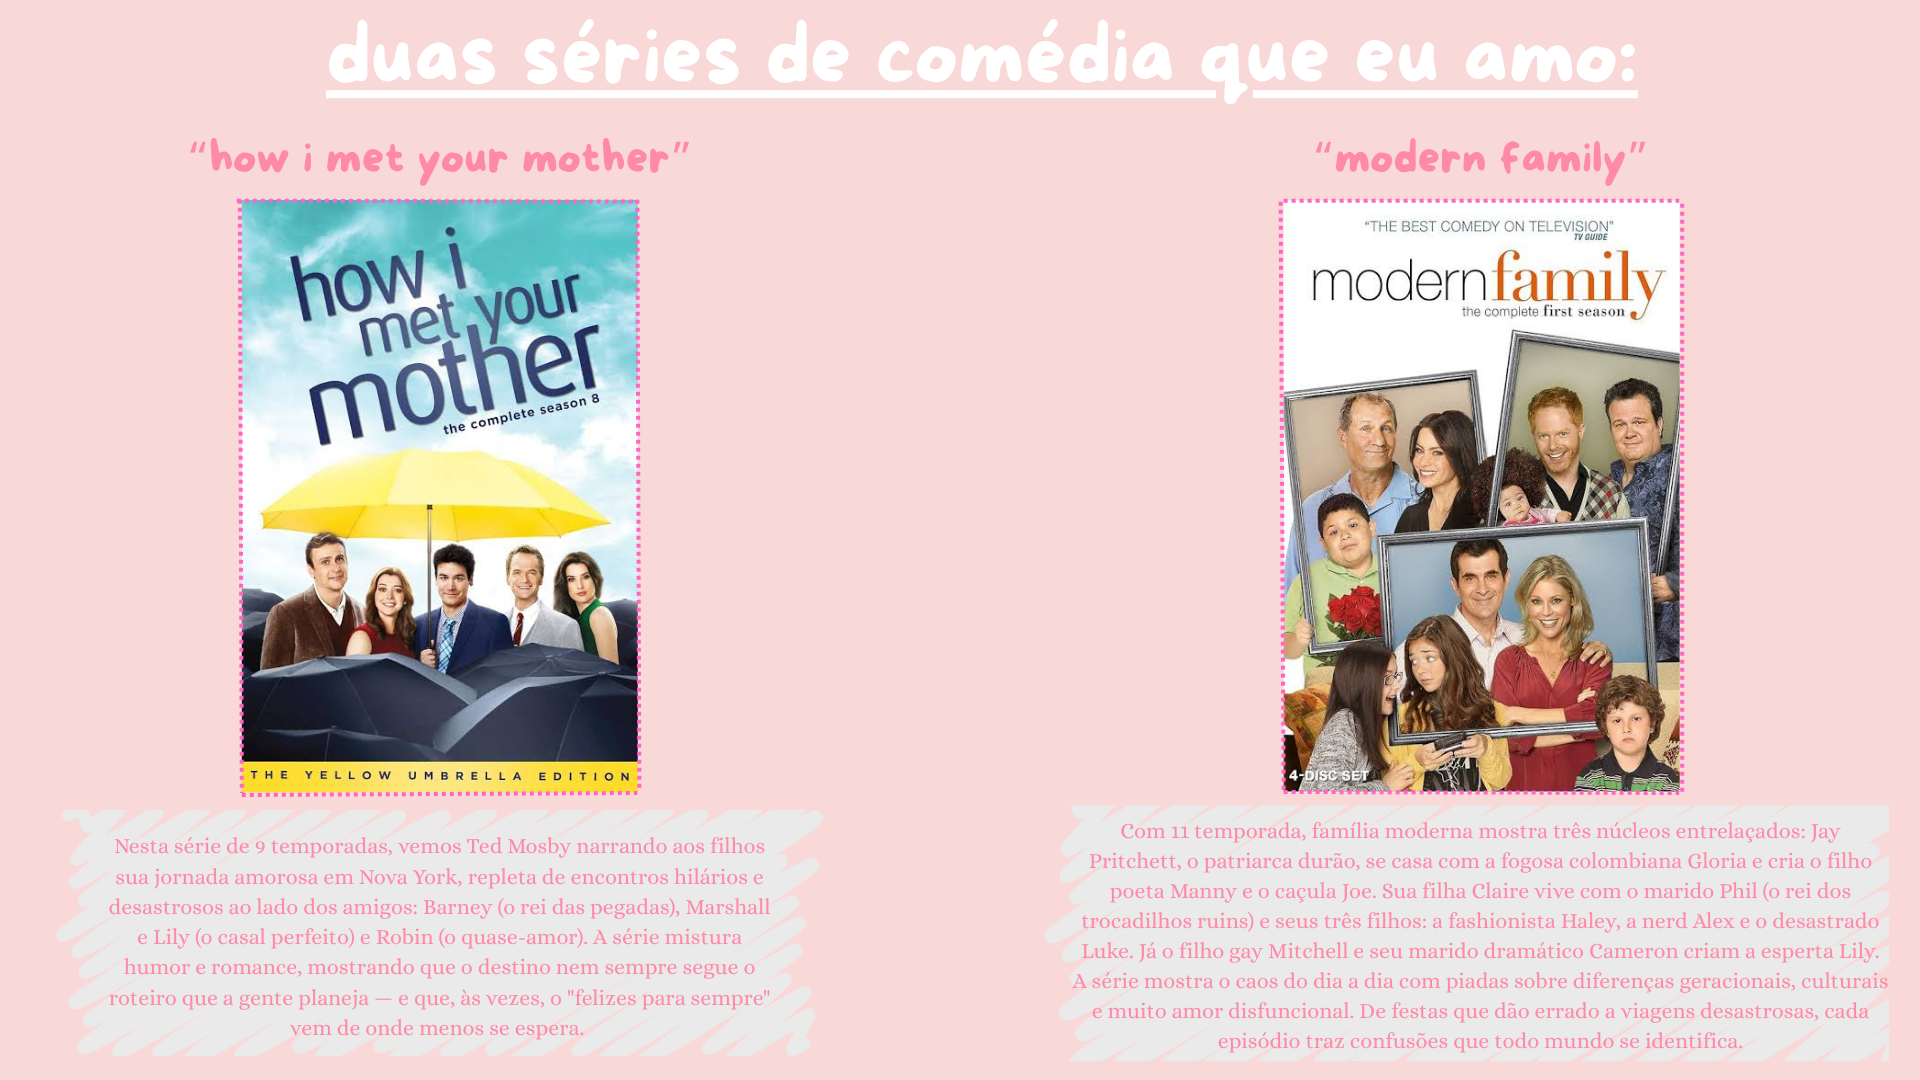 duas séries de comédia que eu amo:
“how i met your mother”
how i
met your
mother
the complete season 8
THE YELLOW UMBRELLA EDITION
Nesta série de 9 temporadas, vemos Ted Mosby narrando aos filhos
sua jornada amorosa em Nova York, repleta de encontros hilários e
desastrosos ao lado dos amigos: Barney (o rei das pegadas), Marshall
e Lily (o casal perfeito) e Robin (o quase-amor). A série mistura
humor e romance, mostrando que o destino nem sempre segue o
roteiro que a gente planeja — e que, às vezes, o "felizes para sempre"
vem de onde menos se espera.
“modern family”
“THE BEST COMEDY ON TELEVISION”
TV GUIDE
modern family
the complete first season
4-DISC SET
Com 11 temporada, família moderna mostra três núcleos entrelaçados: Jay
Pritchett, o patriarca durão, se casa com a fogosa colombiana Gloria e cria o filho
poeta Manny e o caçula Joe. Sua filha Claire vive com o marido Phil (o rei dos
trocadilhos ruins) e seus três filhos: a fashionista Haley, a nerd Alex e o desastrado
Luke. Já o filho gay Mitchell e seu marido dramático Cameron criam a esperta Lily.
A série mostra o caos do dia a dia com piadas sobre diferenças geracionais, culturais
e muito amor disfuncional. De festas que dão errado a viagens desastrosas, cada
episódio traz confusões que todo mundo se identifica.